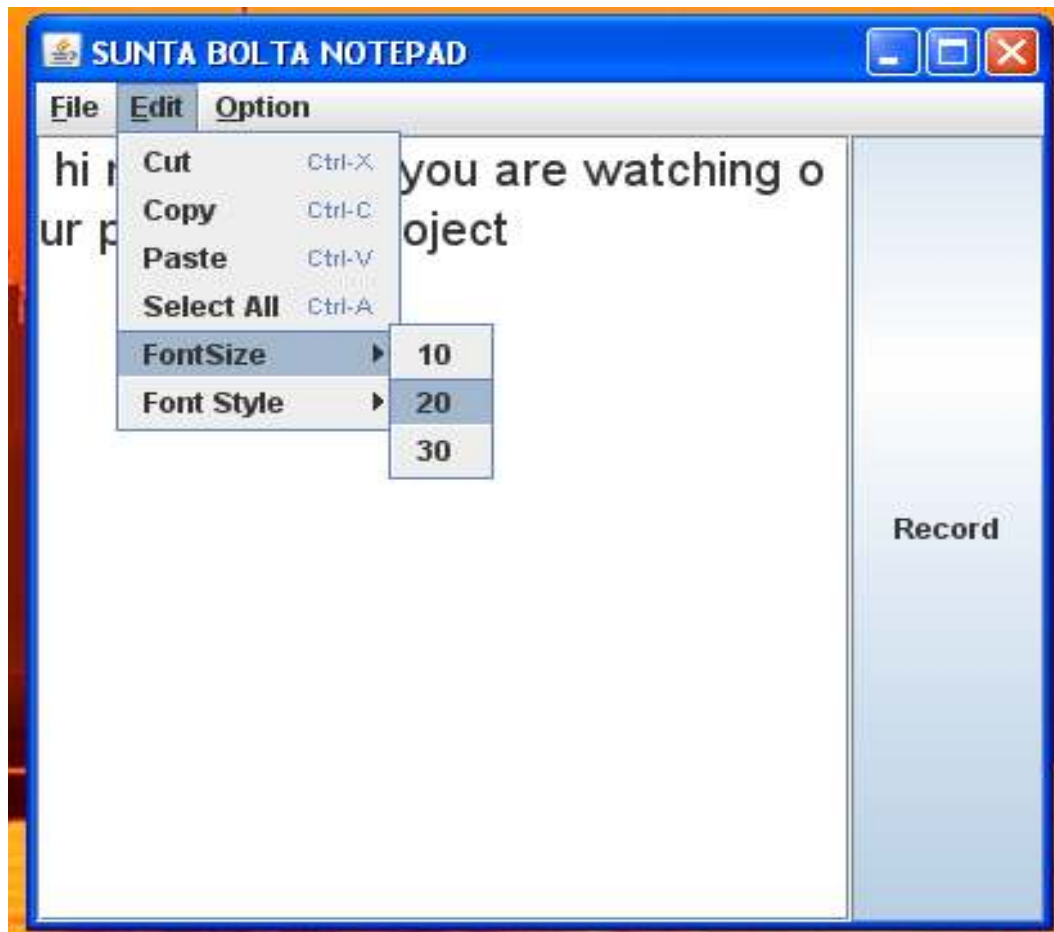 SUNTA BOLTA NOTEPAD
File Edit Option
hi you are watching o
ur oject
Cut Ctrl-X
Copy Ctrl-C
Paste Ctrl-V
Select All Ctrl-A
FontSize
Font Style
10
20
30
Record